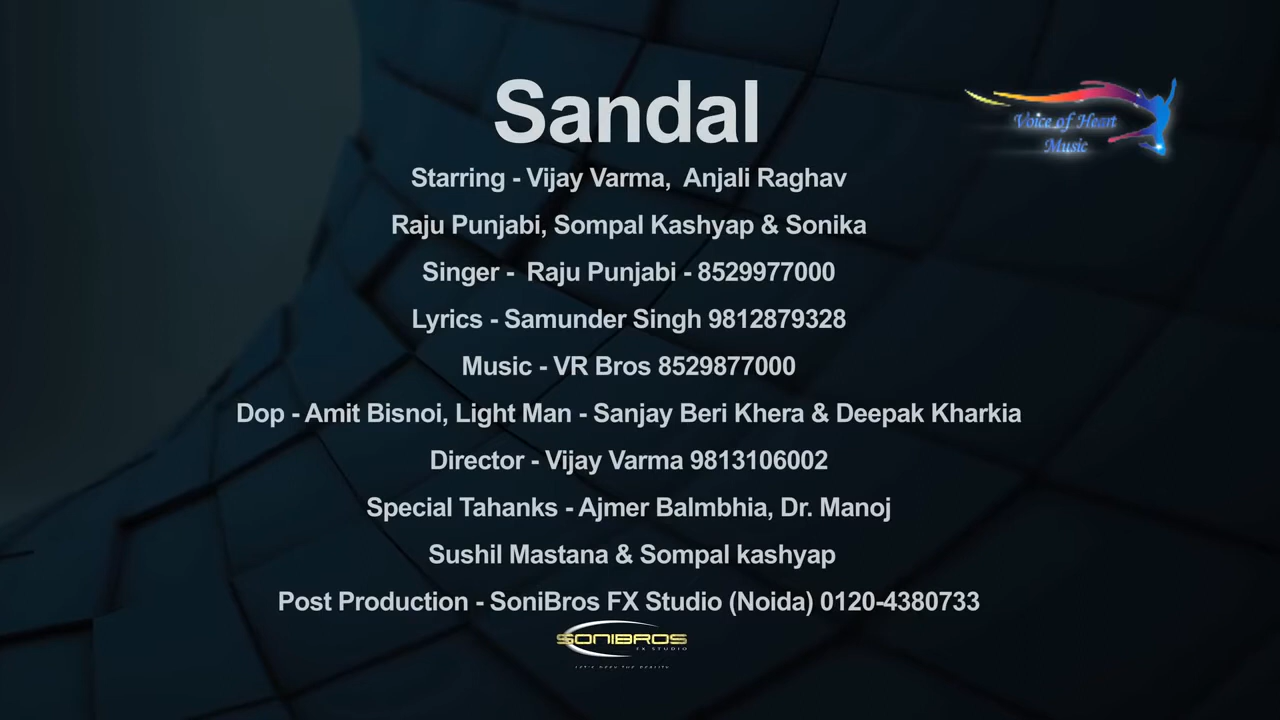 Sandal
Voice of Heart
Music
Starring - Vijay Varma,  Anjali Raghav
Raju Punjabi, Sompal Kashyap & Sonika
Singer -  Raju Punjabi - 8529977000
Lyrics - Samunder Singh 9812879328
Music - VR Bros 8529877000
Dop - Amit Bisnoi, Light Man - Sanjay Beri Khera & Deepak Kharkia
Director - Vijay Varma 9813106002
Special Tahanks - Ajmer Balmbhia, Dr. Manoj
Sushil Mastana & Sompal kashyap
Post Production - SoniBros FX Studio (Noida) 0120-4380733
SONIBROS
FX STUDIO